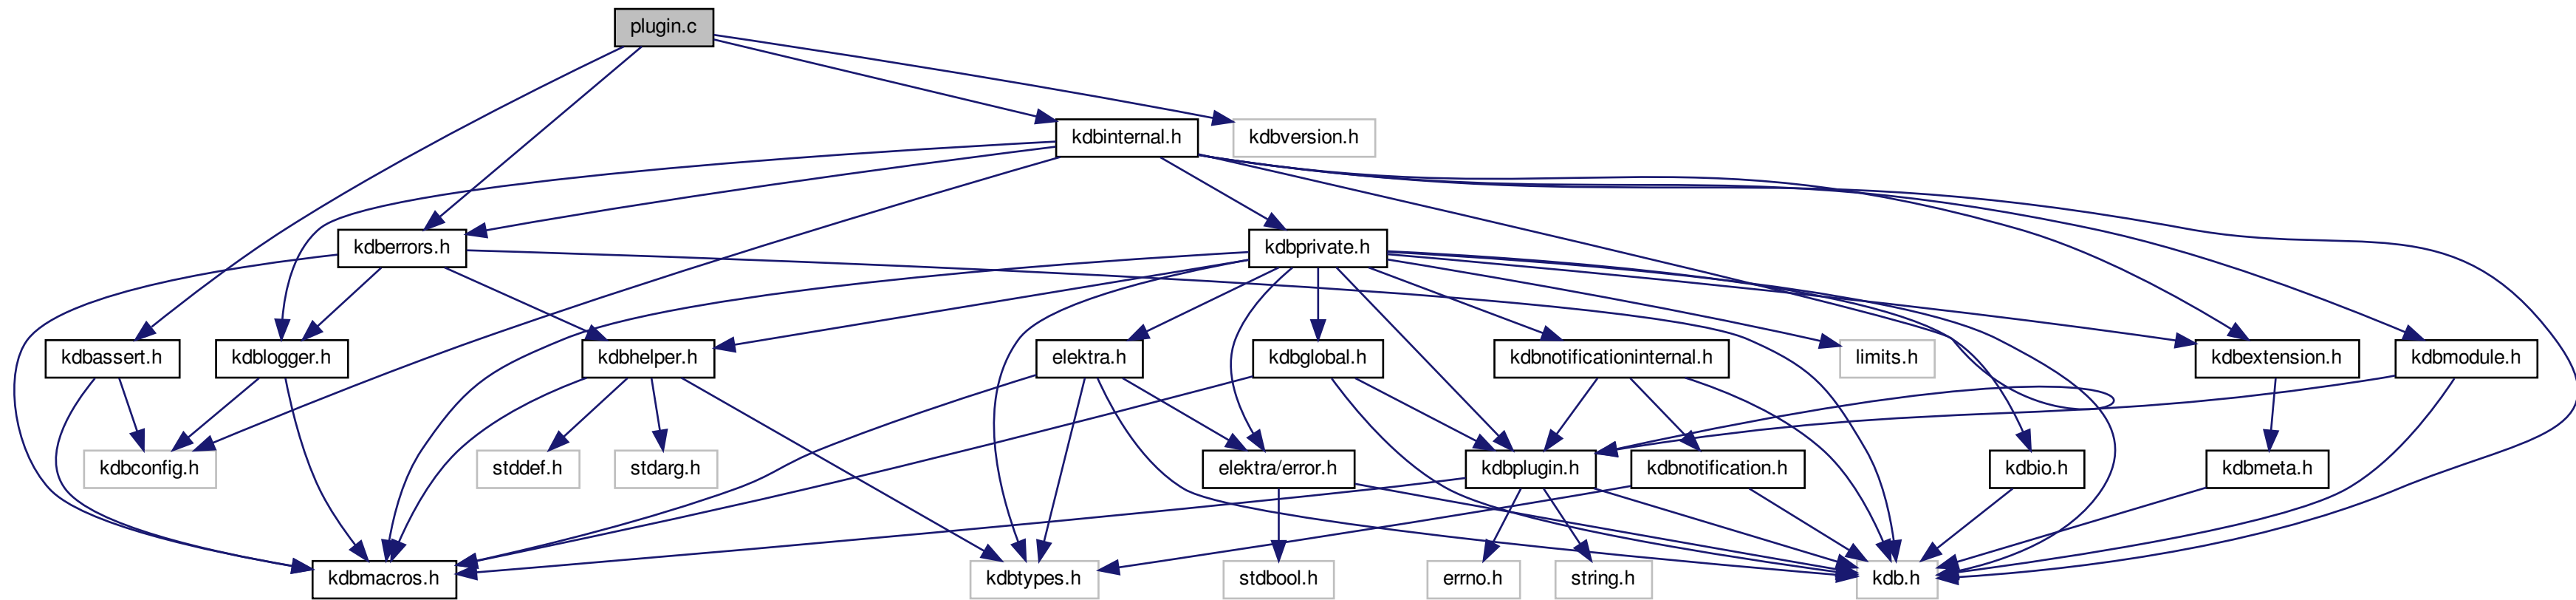 plugin.c
kdbinternal.h
kdbversion.h
kdberrors.h
kdbprivate.h
kdbassert.h
kdblogger.h
kdbhelper.h
elektra.h
kdbglobal.h
kdbnotificationinternal.h
limits.h
kdbextension.h
kdbmodule.h
kdbconfig.h
stddef.h
stdarg.h
elektra/error.h
kdbplugin.h
kdbnotification.h
kdbio.h
kdbmeta.h
kdbmacros.h
kdbtypes.h
stdbool.h
errno.h
string.h
kdb.h